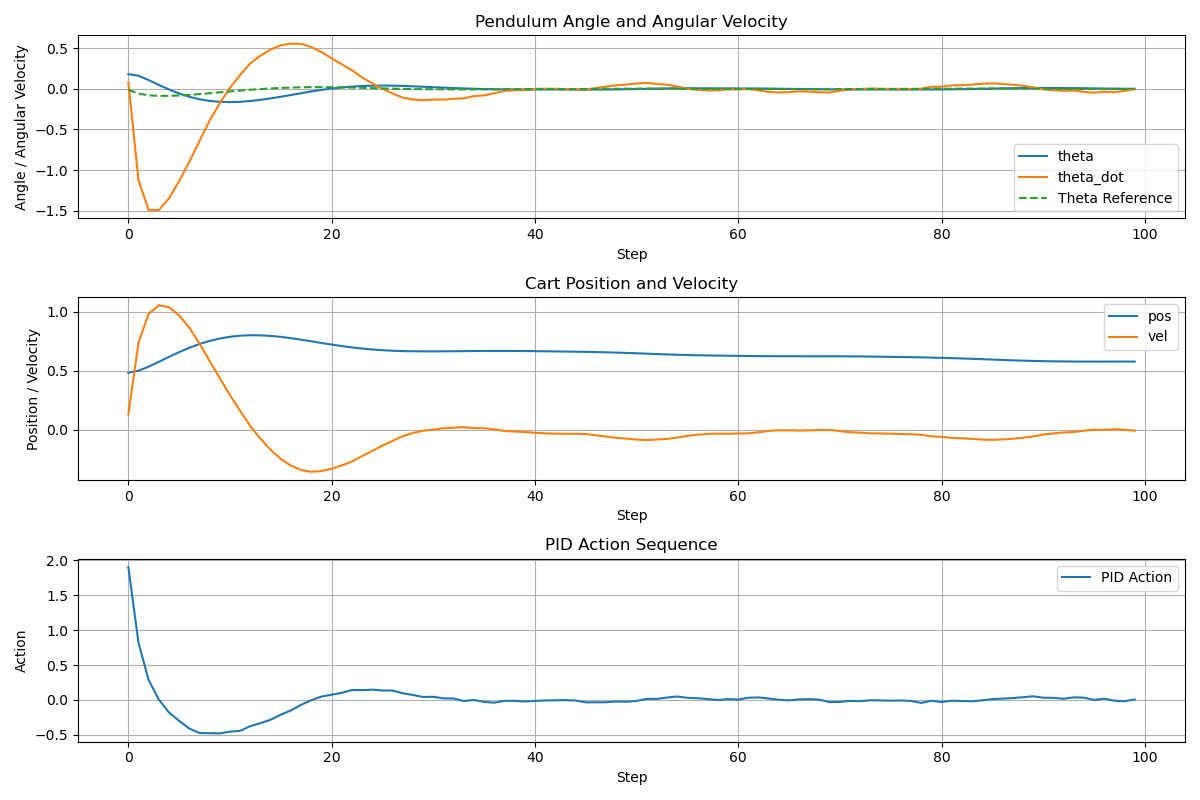 Pendulum Angle and Angular Velocity
Angle / Angular Velocity
0.5
0.0
−0.5
−1.0
−1.5
theta
theta_dot
Theta Reference
0 20 40 60 80 100
Step
Cart Position and Velocity
Position / Velocity
1.0
0.5
0.0
pos
vel
0 20 40 60 80 100
Step
PID Action Sequence
Action
2.0
1.5
1.0
0.5
0.0
−0.5
PID Action
0 20 40 60 80 100
Step